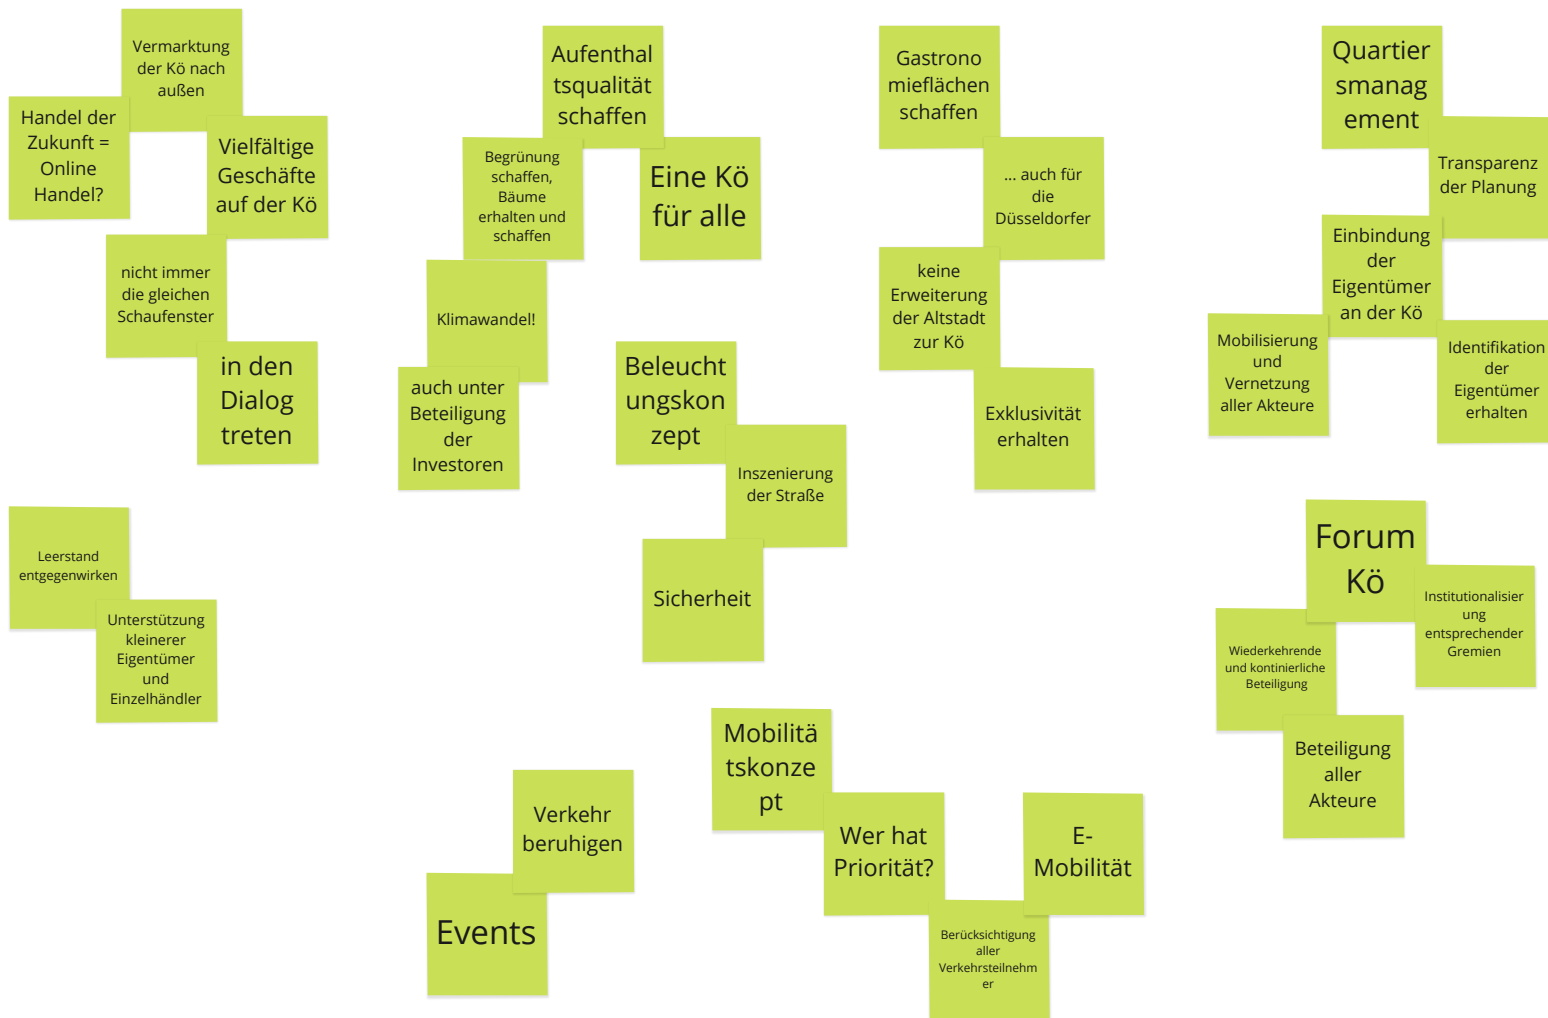 Vermarktung
der Kö nach
außen
Handel der
Zukunft =
Online
Handel?
Vielfältige
Geschäfte
auf der Kö
nicht immer
die gleichen
Schaufenster
in den
Dialog
treten
Leerstand
entgegenwirken
Unterstützung
kleinerer
Eigentümer
und
Einzelhändler
Aufenthal
tsqualität
schaffen
Begrünung
schaffen,
Bäume
erhalten und
schaffen
Eine Kö
für alle
Klimawandel!
auch unter
Beteiligung
der
Investoren
Beleucht
ungskon
zept
Inszenierung
der Straße
Sicherheit
Gastrono
mieflächen
schaffen
... auch für
die
Düsseldorfer
keine
Erweiterung
der Altstadt
zur Kö
Exklusivität
erhalten
Quartier
smanag
ement
Transparenz
der Planung
Einbindung
der
Eigentümer
an der Kö
Mobilisierung
und
Vernetzung
aller Akteure
Identifikation
der
Eigentümer
erhalten
Forum
Kö
Institutionalisier
ung
entsprechender
Gremien
Wiederkehrende
und kontinierliche
Beteiligung
Beteiligung
aller
Akteure
Verkehr
beruhigen
Events
Mobilitä
tskonze
pt
Wer hat
Priorität?
E-
Mobilität
Berücksichtigung
aller
Verkehrsteilnehm
er